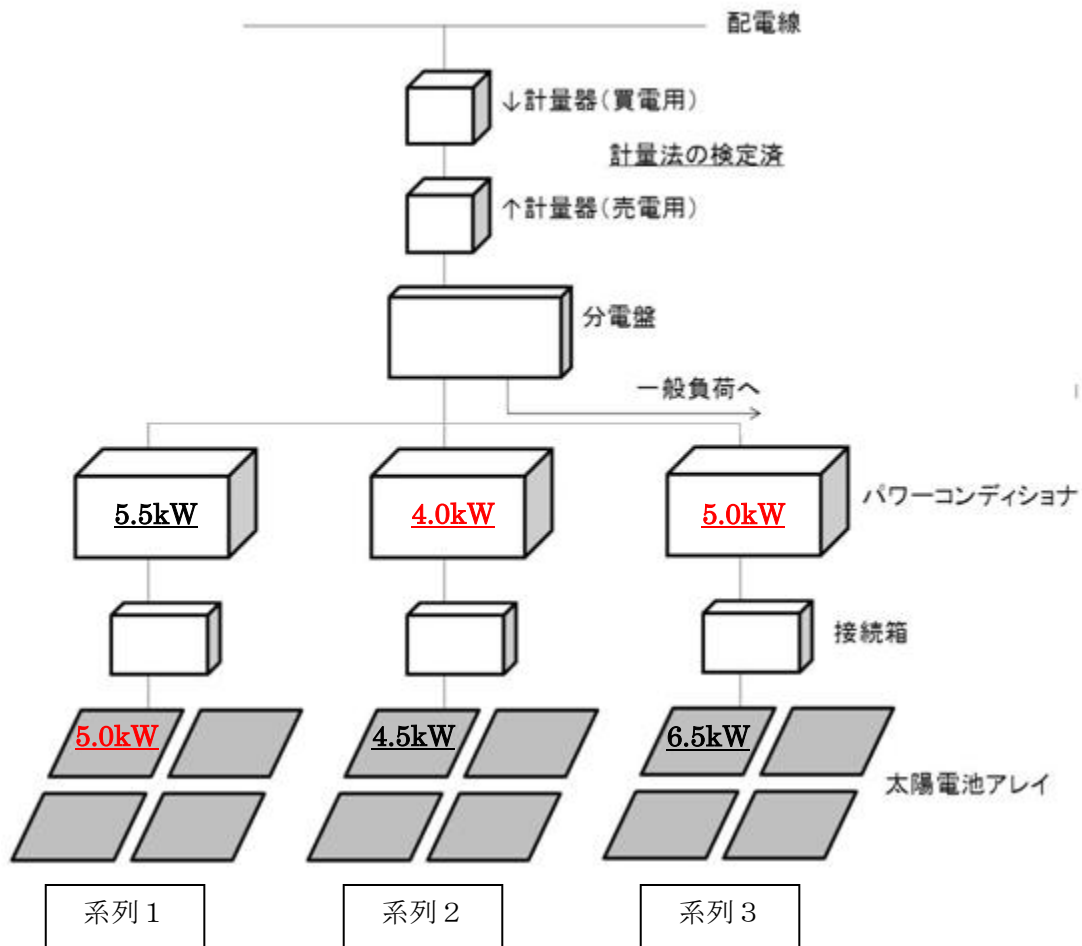 配電線
↓計量器(買電用)
計量法の検定済
↑計量器(売電用)
分電盤
一般負荷へ
5.5kW
4.0kW
5.0kW
パワーコンディショナ
接続箱
5.0kW
4.5kW
6.5kW
太陽電池アレイ
系列1
系列2
系列3